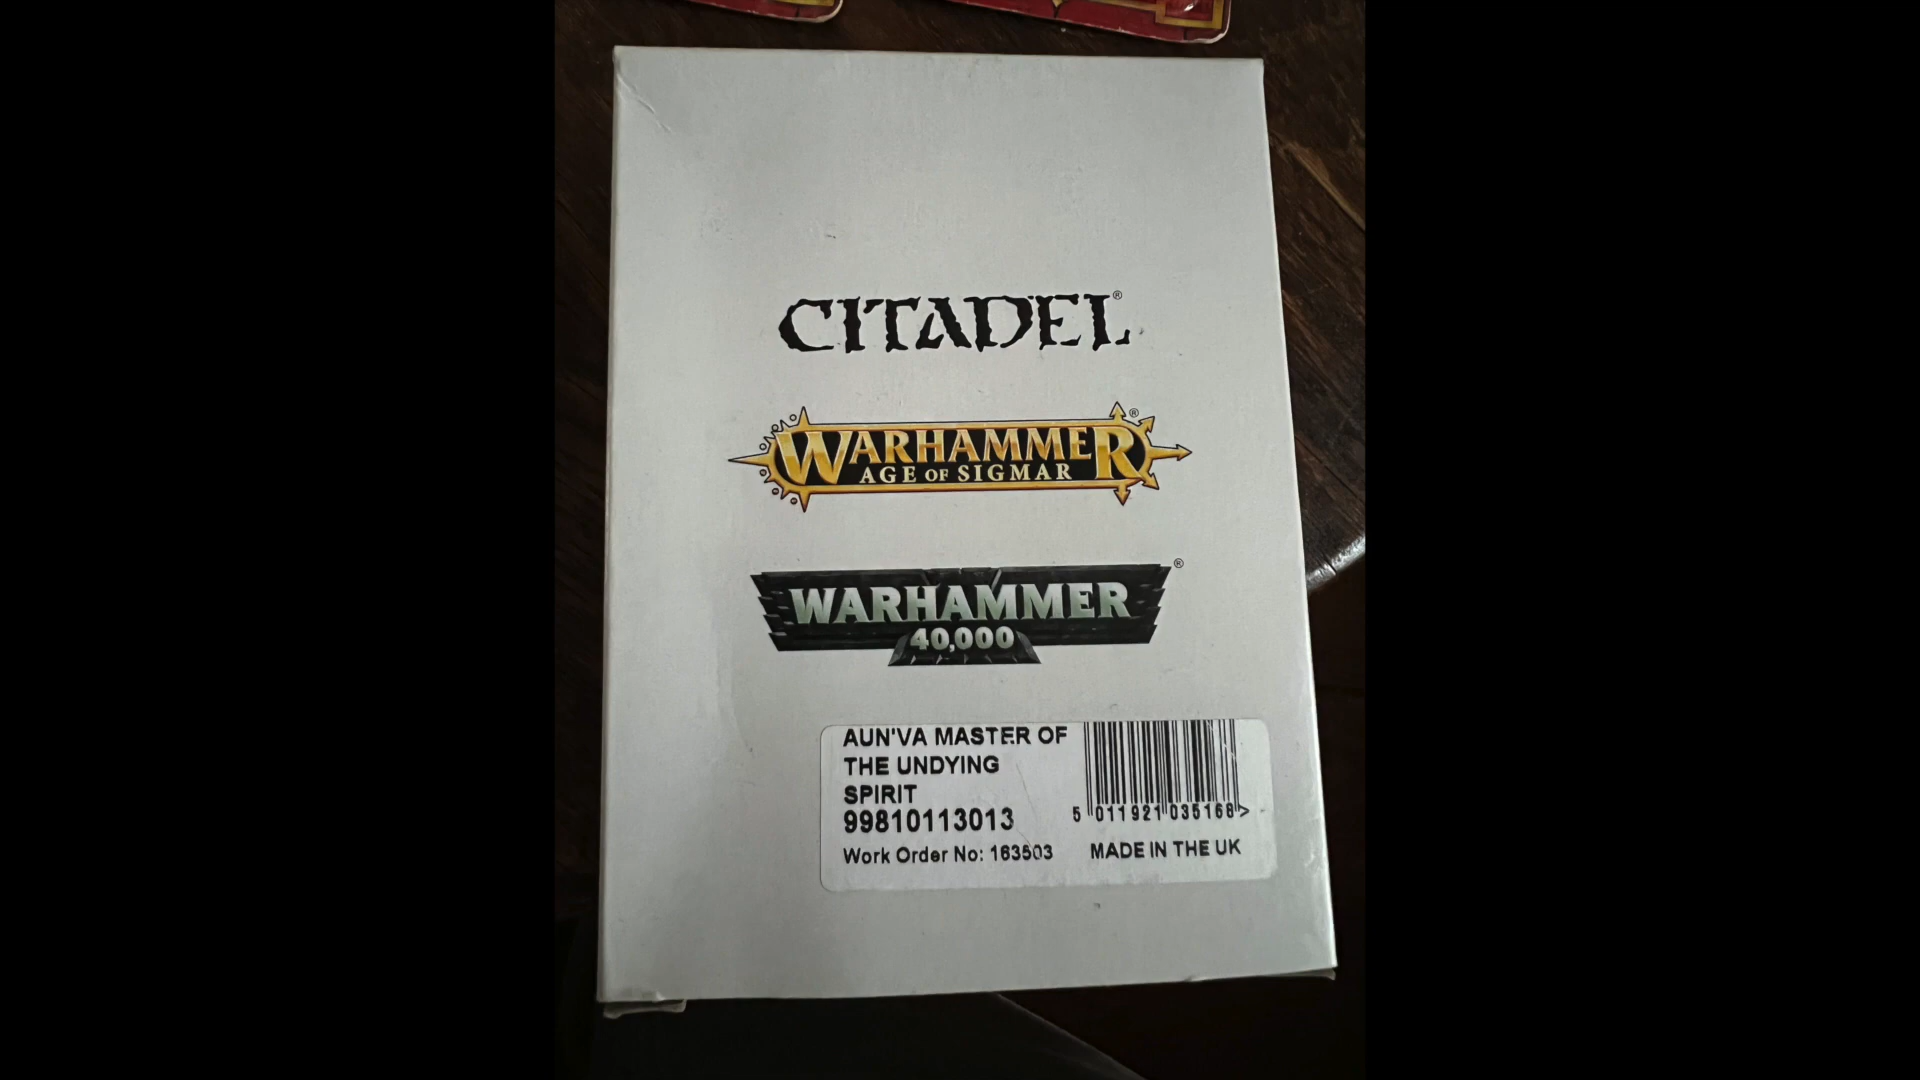 CITADEL®
WARHAMMER®
AGE OF SIGMAR
WARHAMMER®
40,000
AUN'VA MASTER OF
THE UNDYING
SPIRIT
99810113013
5 011921 035168 >
Work Order No: 163503
MADE IN THE UK